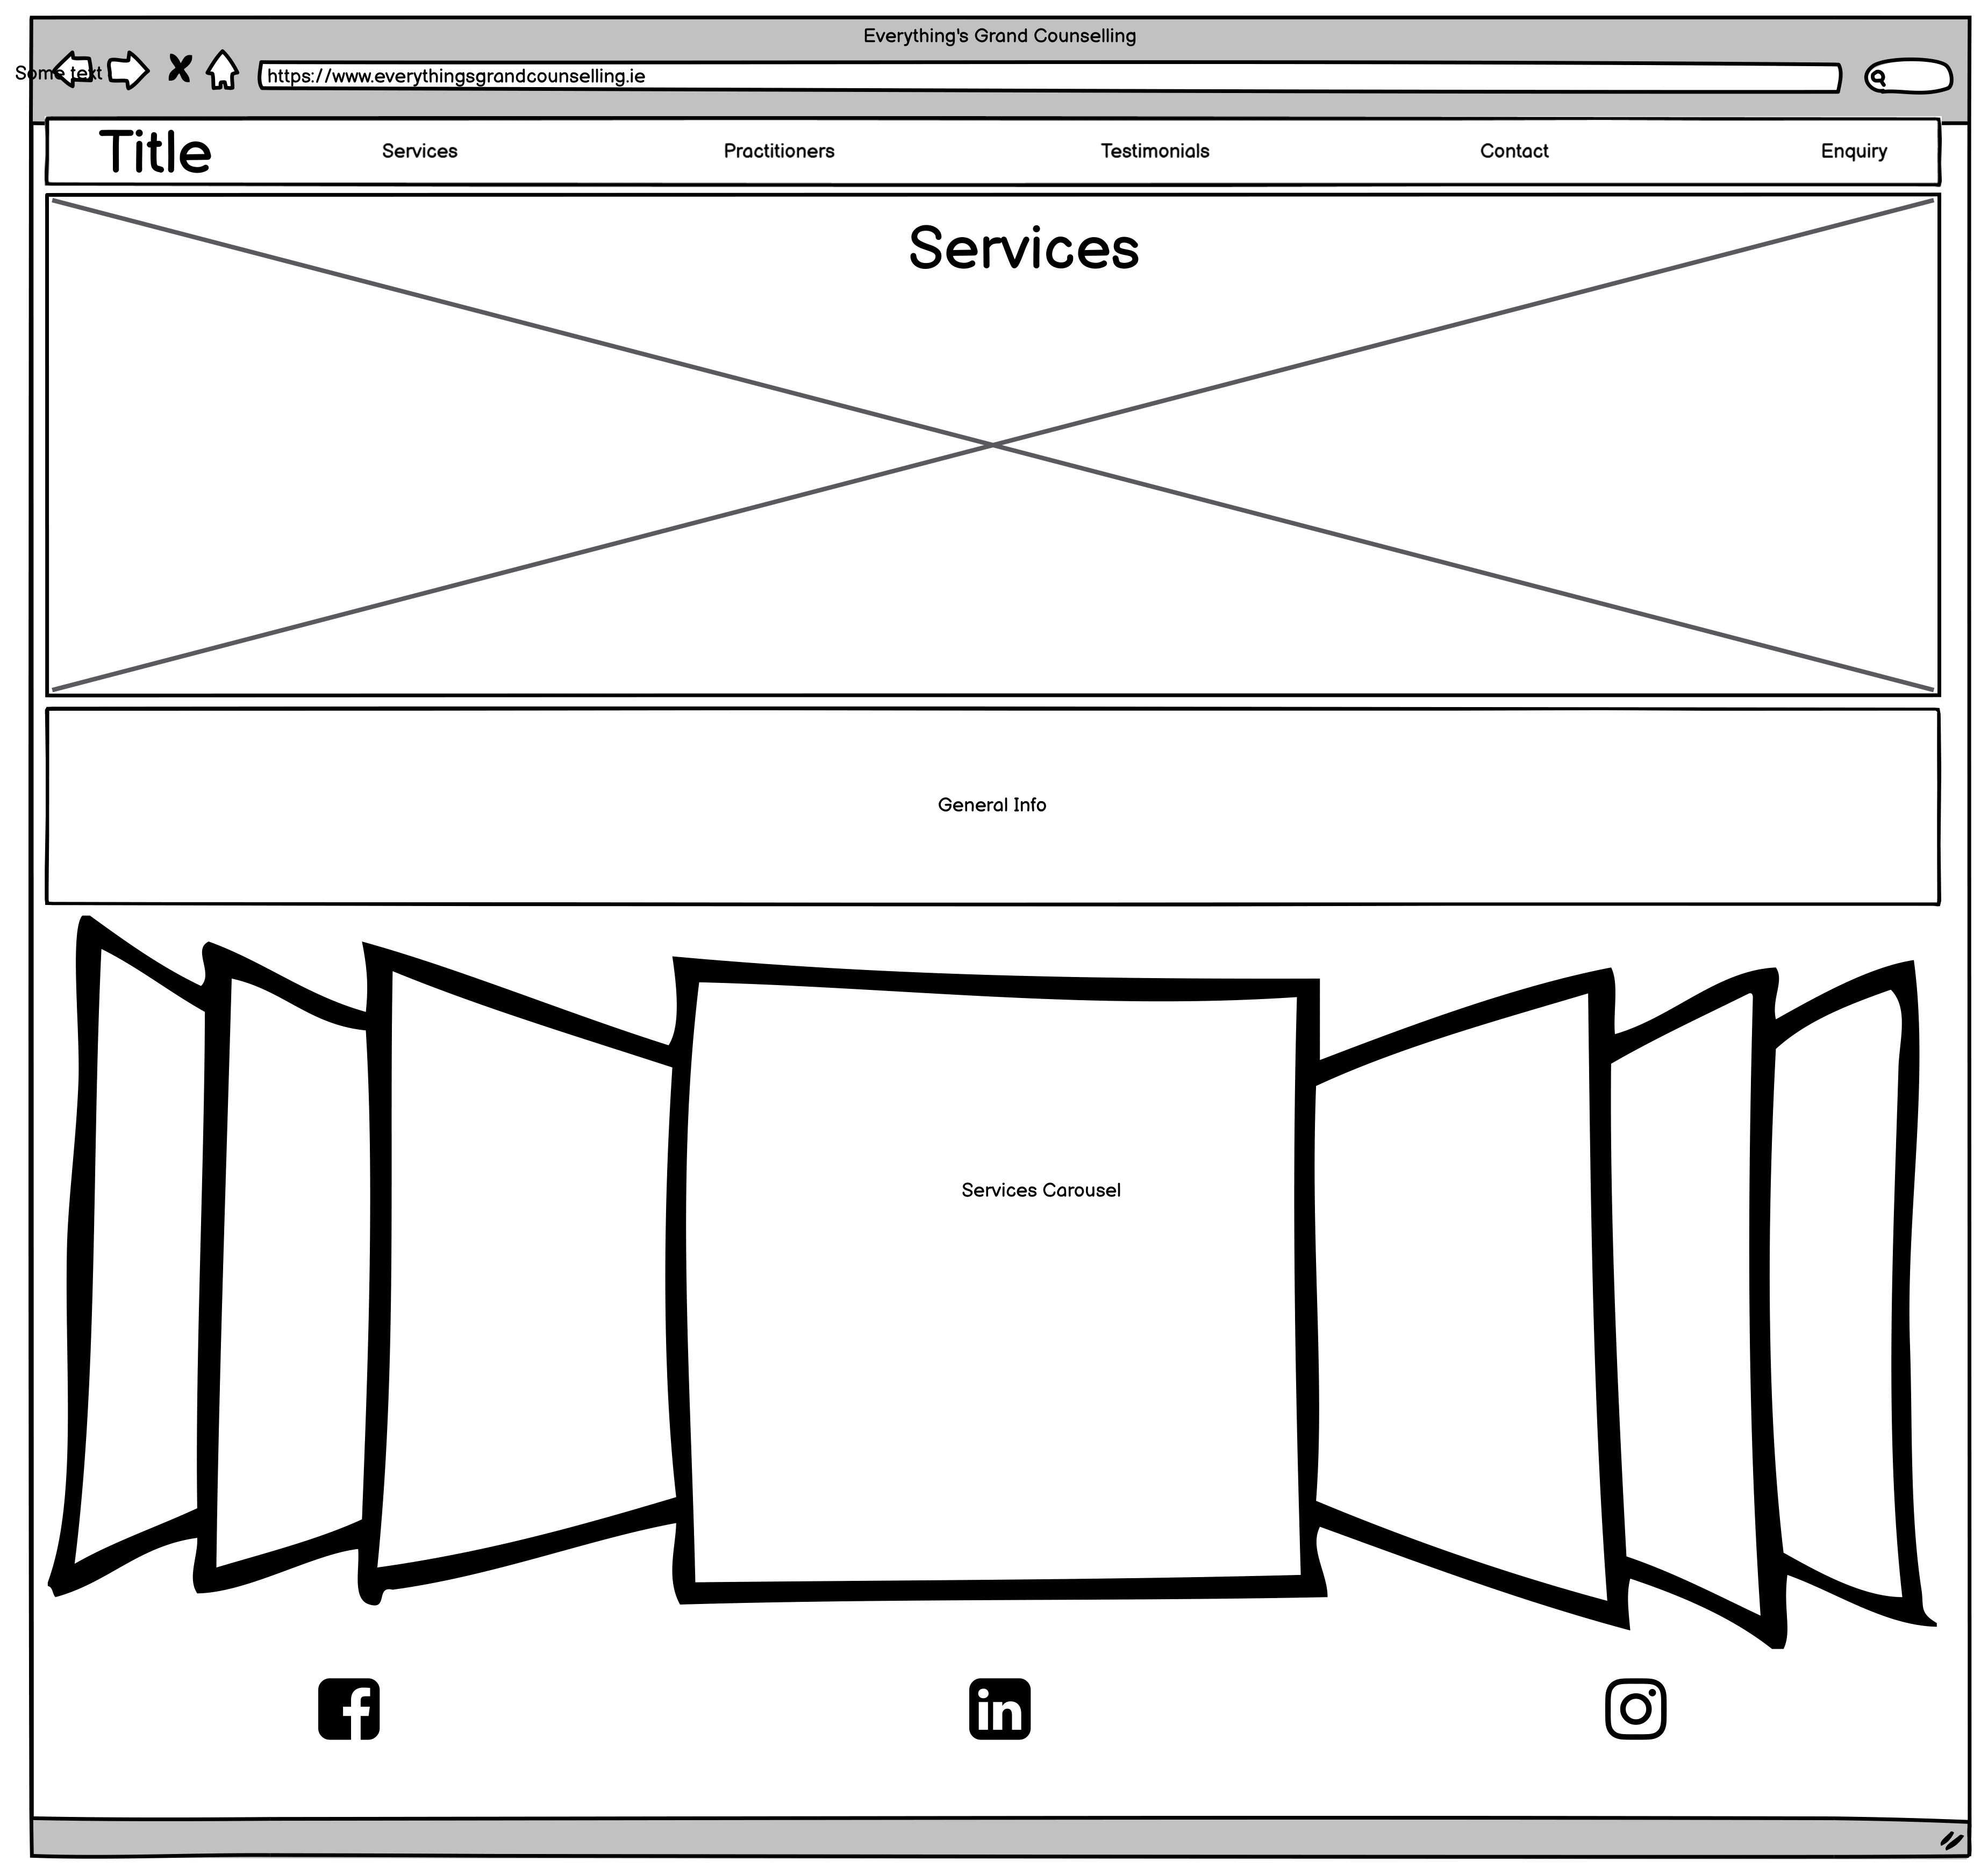 Everything's Grand Counselling
Some text
https://www.everythingsgrandcounselling.ie
Title Services Practitioners Testimonials Contact Enquiry
Services
General Info
Services Carousel